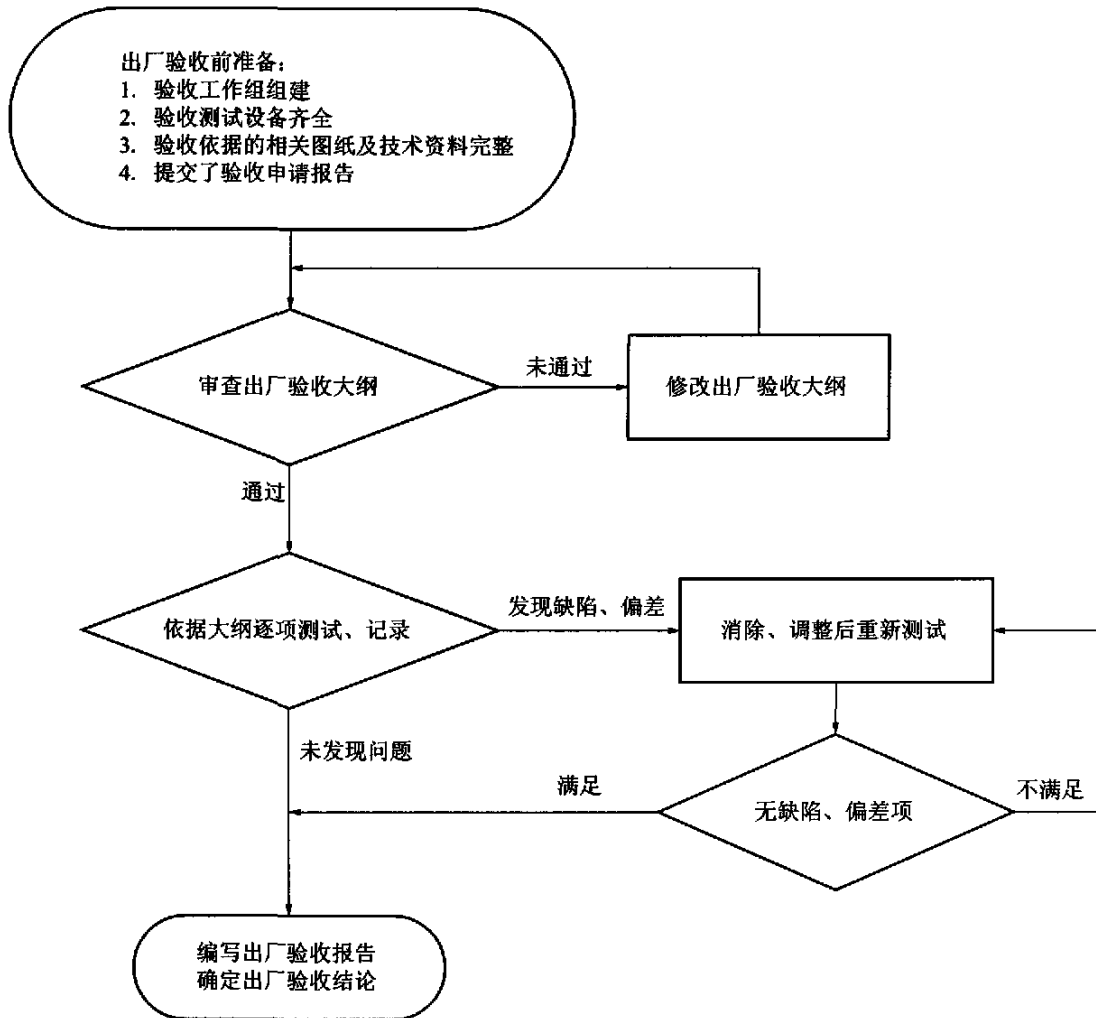 出厂验收前准备：
1. 验收工作组组建
2. 验收测试设备齐全
3. 验收依据的相关图纸及技术资料完整
4. 提交了验收申请报告
审查出厂验收大纲
未通过
修改出厂验收大纲
通过
依据大纲逐项测试、记录
发现缺陷、偏差
消除、调整后重新测试
未发现问题
满足
无缺陷、偏差项
不满足
编写出厂验收报告
确定出厂验收结论